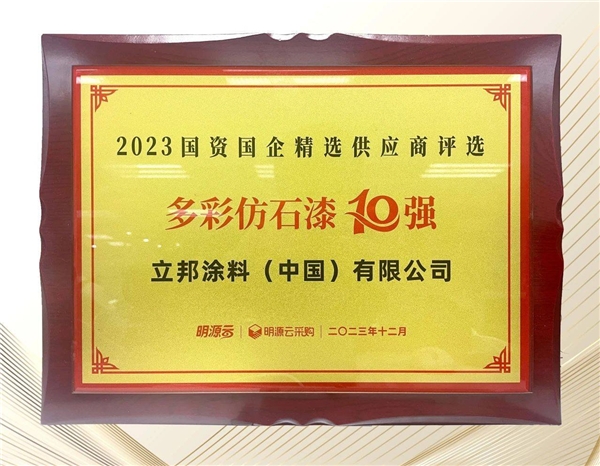 2023国资国企精选供应商评选
多彩仿石漆10强
立邦涂料（中国）有限公司
明源云 | 明源云采购 | 二〇二三年十二月